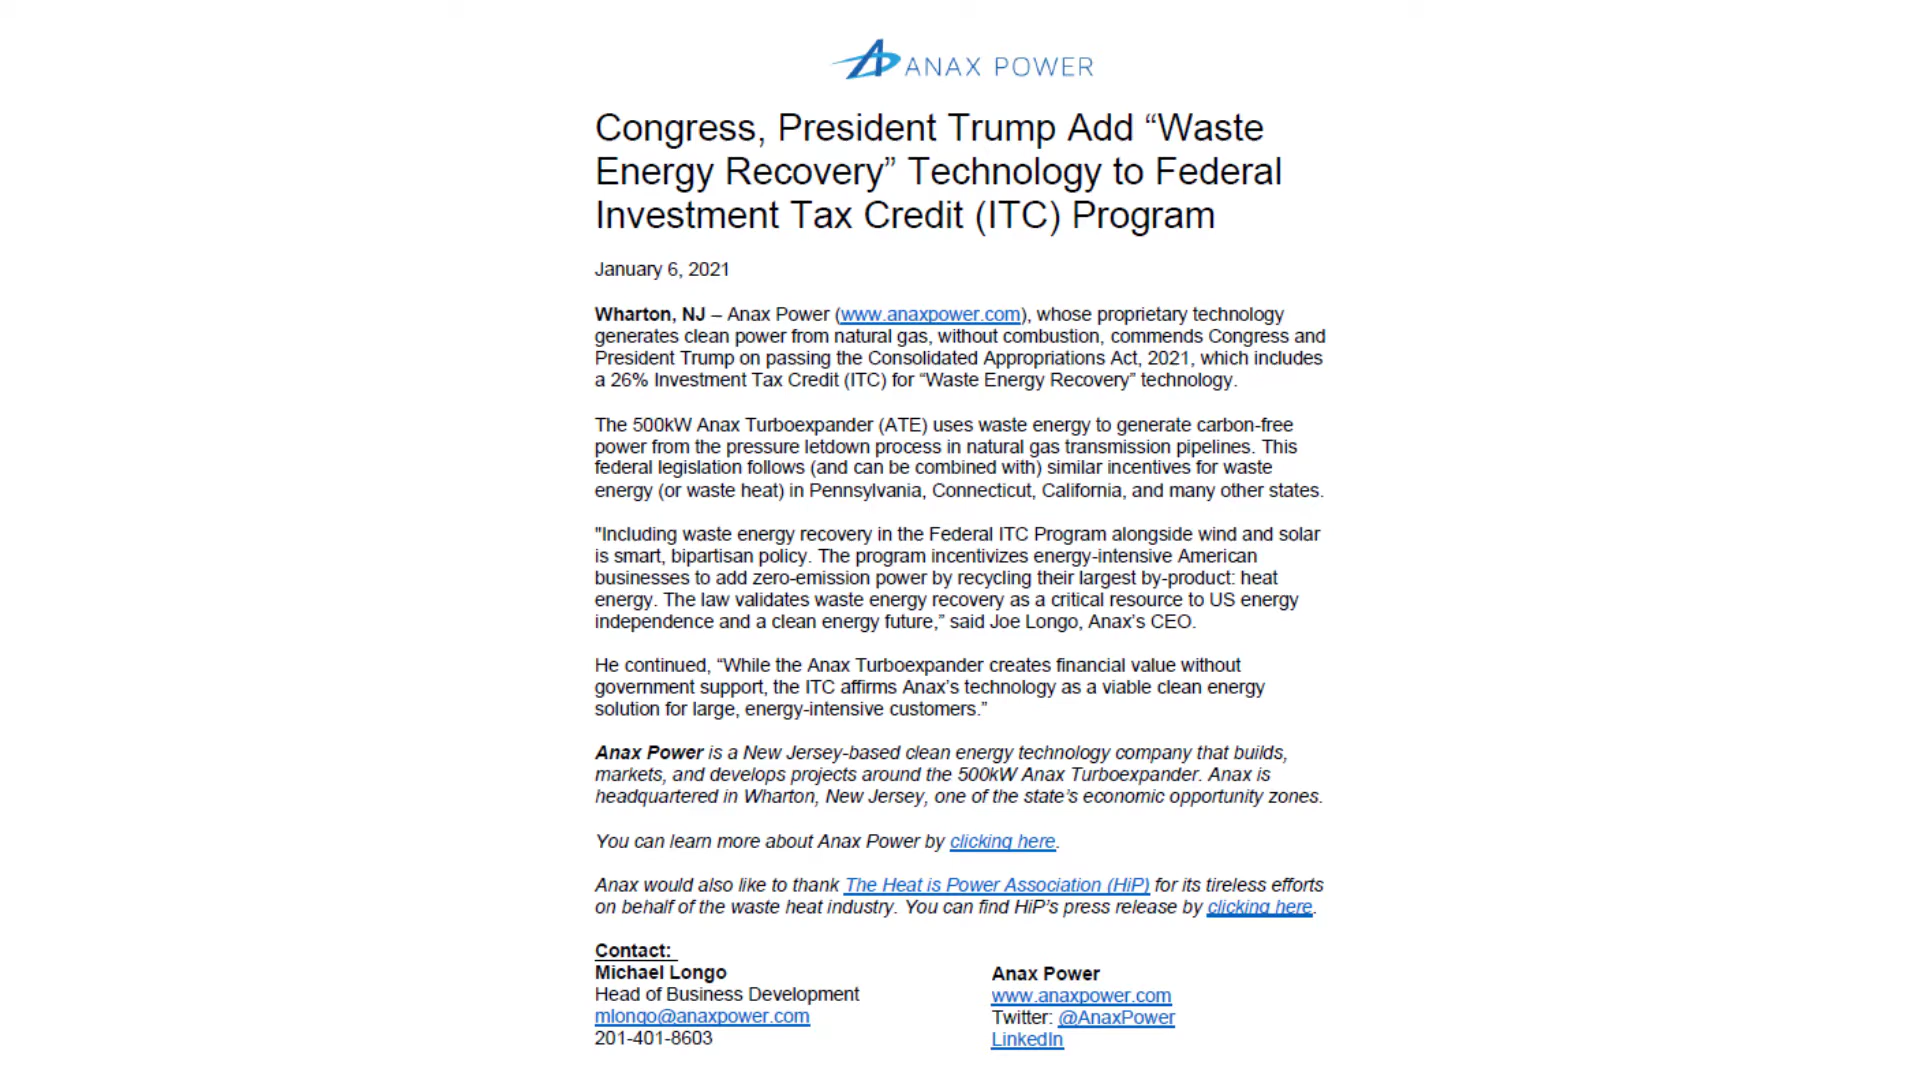 ANAX POWER
Congress, President Trump Add “Waste
Energy Recovery” Technology to Federal
Investment Tax Credit (ITC) Program
January 6, 2021
Wharton, NJ – Anax Power (www.anaxpower.com), whose proprietary technology
generates clean power from natural gas, without combustion, commends Congress and
President Trump on passing the Consolidated Appropriations Act, 2021, which includes
a 26% Investment Tax Credit (ITC) for “Waste Energy Recovery” technology.
The 500kW Anax Turboexpander (ATE) uses waste energy to generate carbon-free
power from the pressure letdown process in natural gas transmission pipelines. This
federal legislation follows (and can be combined with) similar incentives for waste
energy (or waste heat) in Pennsylvania, Connecticut, California, and many other states.
"Including waste energy recovery in the Federal ITC Program alongside wind and solar
is smart, bipartisan policy. The program incentivizes energy-intensive American
businesses to add zero-emission power by recycling their largest by-product: heat
energy. The law validates waste energy recovery as a critical resource to US energy
independence and a clean energy future,” said Joe Longo, Anax’s CEO.
He continued, “While the Anax Turboexpander creates financial value without
government support, the ITC affirms Anax’s technology as a viable clean energy
solution for large, energy-intensive customers.”
Anax Power is a New Jersey-based clean energy technology company that builds,
markets, and develops projects around the 500kW Anax Turboexpander. Anax is
headquartered in Wharton, New Jersey, one of the state’s economic opportunity zones.
You can learn more about Anax Power by clicking here.
Anax would also like to thank The Heat is Power Association (HiP) for its tireless efforts
on behalf of the waste heat industry. You can find HiP’s press release by clicking here.
Contact:
Michael Longo
Head of Business Development
mlongo@anaxpower.com
201-401-8603
Anax Power
www.anaxpower.com
Twitter: @AnaxPower
LinkedIn